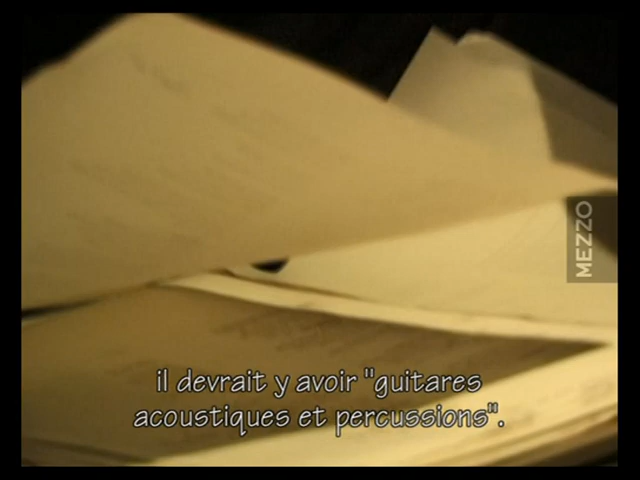 MEZZO
il devrait y avoir "guitares
acoustiques et percussions".